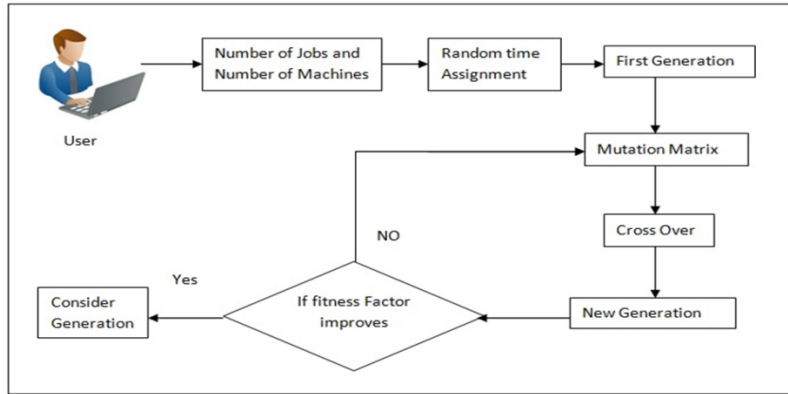 User
Number of Jobs and
Number of Machines
Random time
Assignment
First Generation
Mutation Matrix
Cross Over
New Generation
If fitness Factor
improves
NO
Yes
Consider
Generation